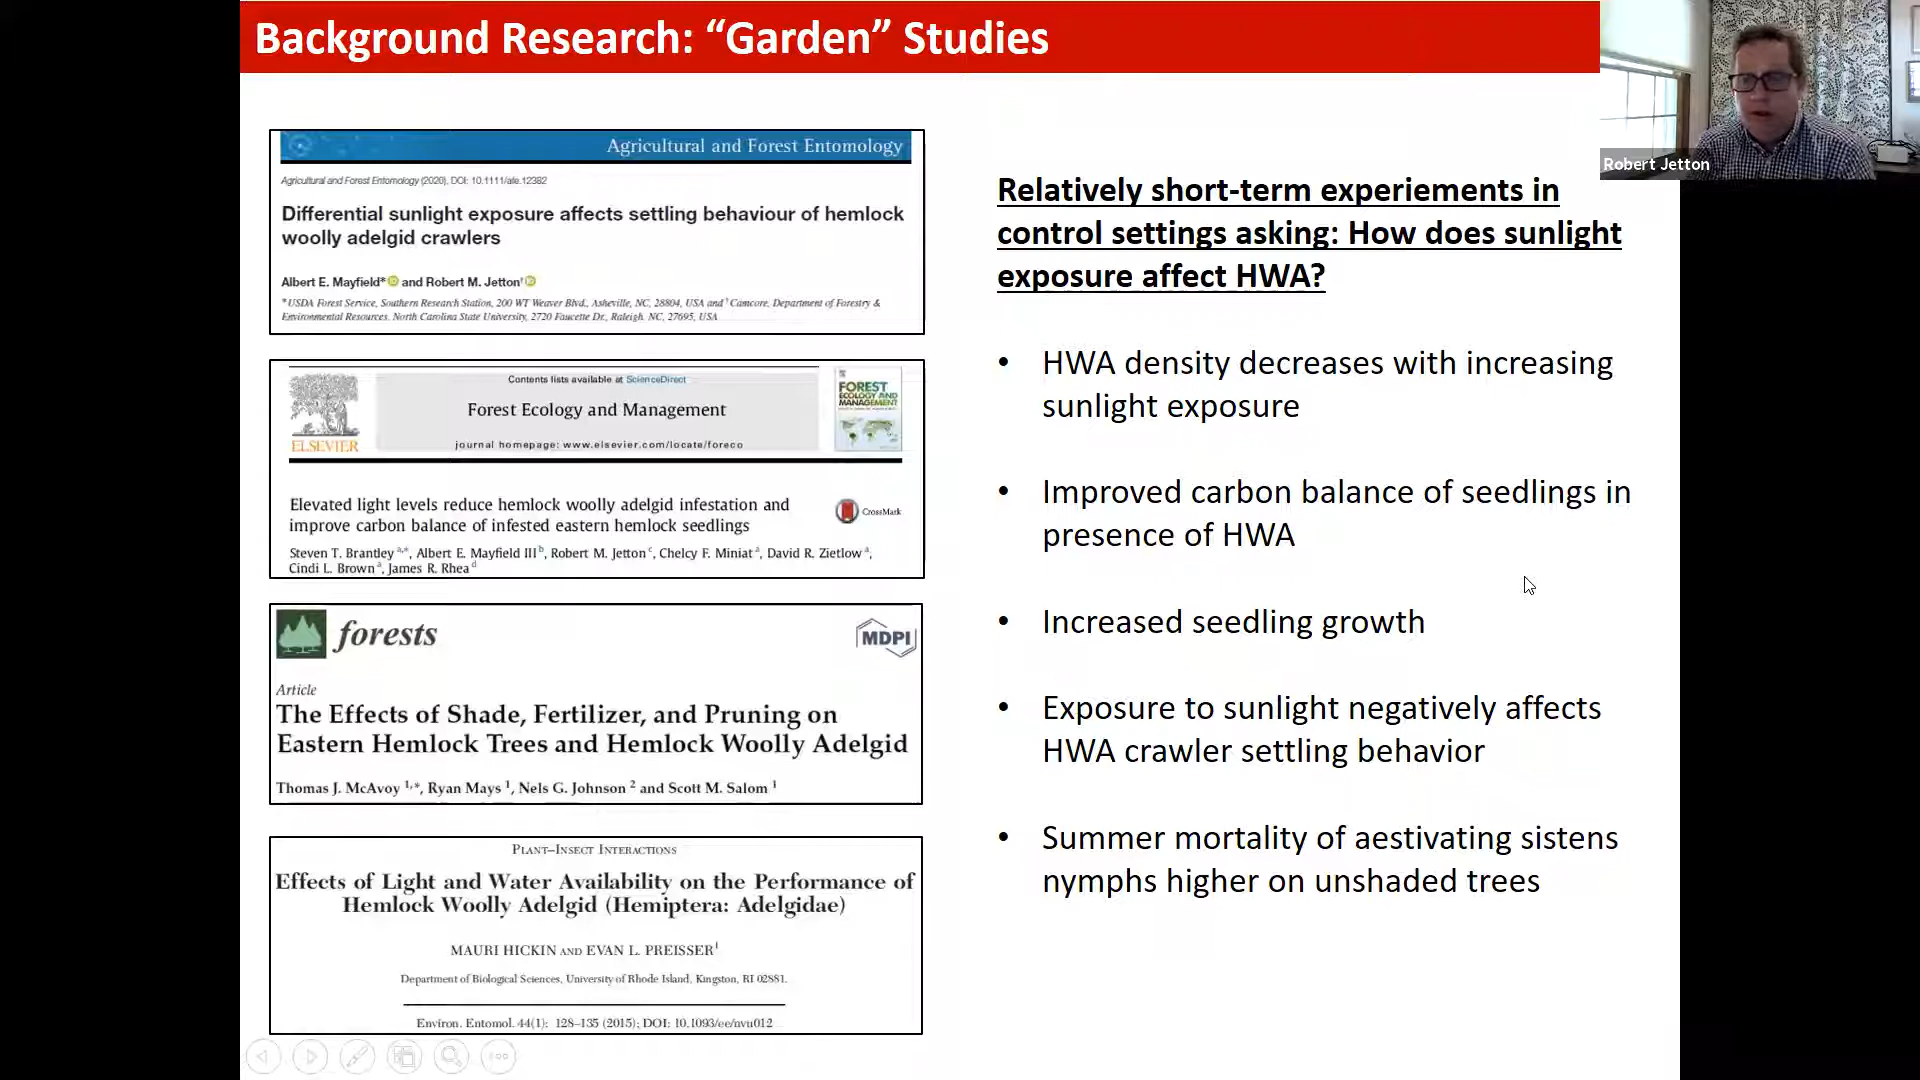 Background Research: “Garden” Studies
Robert Jetton
Agricultural and Forest Entomology
Agricultural and Forest Entomology (2020), DOI: 10.1111/afe.12382
Differential sunlight exposure affects settling behaviour of hemlock
woolly adelgid crawlers
Albert E. Mayfield* and Robert M. Jetton†
*USDA Forest Service, Southern Research Station, 200 WT Weaver Blvd., Asheville, NC, 28804, USA and †Camcore, Department of Forestry &
Environmental Resources, North Carolina State University, 2720 Faucette Dr., Raleigh, NC, 27695, USA
Contents lists available at ScienceDirect
Forest Ecology and Management
journal homepage: www.elsevier.com/locate/foreco
ELSEVIER
FOREST
ECOLOGY AND
MANAGEMENT
Elevated light levels reduce hemlock woolly adelgid infestation and
improve carbon balance of infested eastern hemlock seedlings
CrossMark
Steven T. Brantley a,*, Albert E. Mayfield III b, Robert M. Jetton c, Chelcy F. Miniat a, David R. Zietlow a,
Cindi L. Brown a, James R. Rhea d
forests
MDPI
Article
The Effects of Shade, Fertilizer, and Pruning on
Eastern Hemlock Trees and Hemlock Woolly Adelgid
Thomas J. McAvoy 1,*, Ryan Mays 1, Nels G. Johnson 2 and Scott M. Salom 1
PLANT–INSECT INTERACTIONS
Effects of Light and Water Availability on the Performance of
Hemlock Woolly Adelgid (Hemiptera: Adelgidae)
MAURI HICKIN AND EVAN L. PREISSER1
Department of Biological Sciences, University of Rhode Island, Kingston, RI 02881.
Environ. Entomol. 44(1): 128–135 (2015); DOI: 10.1093/ee/nvu012
Relatively short-term experiements in
control settings asking: How does sunlight
exposure affect HWA?
• HWA density decreases with increasing
sunlight exposure
• Improved carbon balance of seedlings in
presence of HWA
• Increased seedling growth
• Exposure to sunlight negatively affects
HWA crawler settling behavior
• Summer mortality of aestivating sistens
nymphs higher on unshaded trees